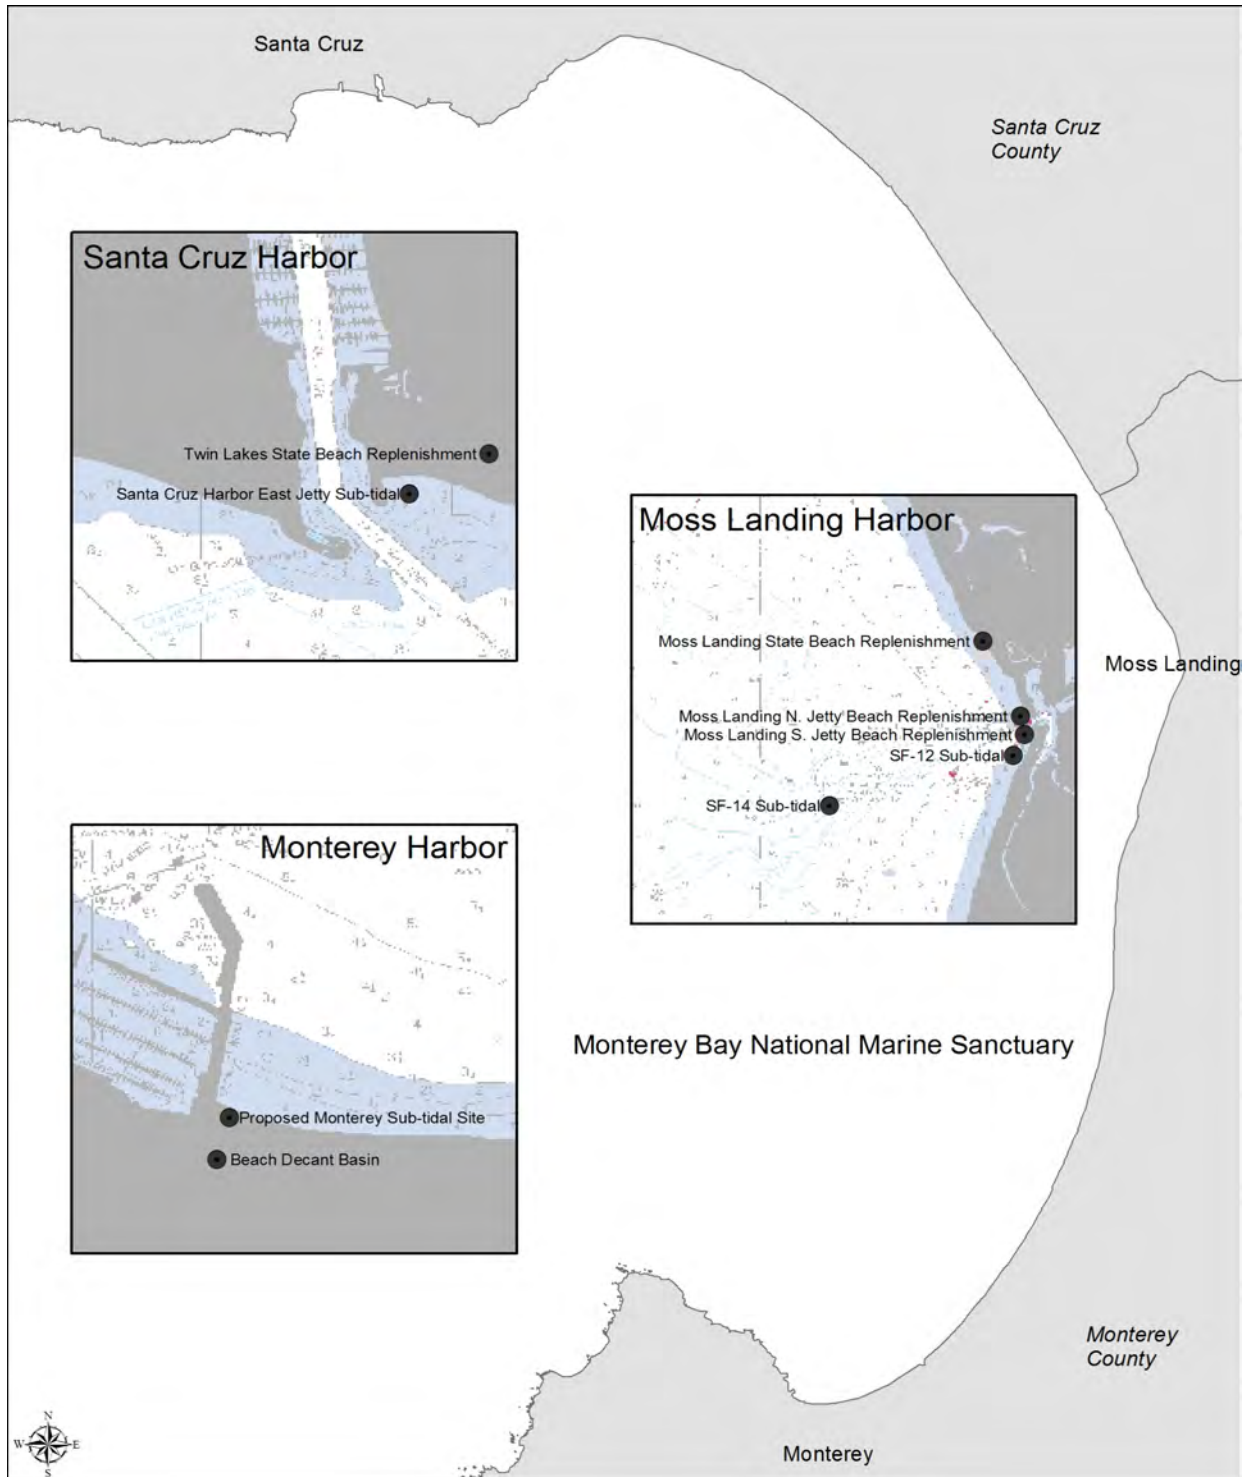 Santa Cruz
Santa Cruz
County
Santa Cruz Harbor
Twin Lakes State Beach Replenishment
Santa Cruz Harbor East Jetty Sub-tidal
Moss Landing Harbor
Moss Landing State Beach Replenishment
Moss Landing
Moss Landing N. Jetty Beach Replenishment
Moss Landing S. Jetty Beach Replenishment
SF-12 Sub-tidal
SF-14 Sub-tidal
Monterey Harbor
Monterey Bay National Marine Sanctuary
Proposed Monterey Sub-tidal Site
Beach Decant Basin
Monterey
County
Monterey
N
W
E
S